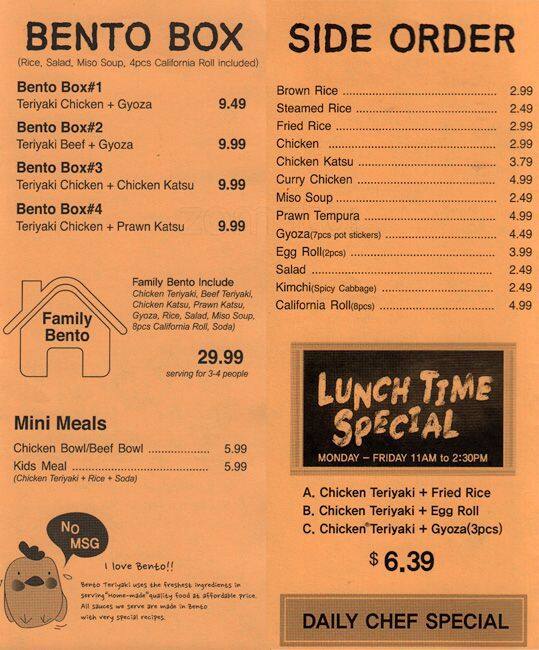 BENTO BOX
(Rice, Salad, Miso Soup, 4pcs California Roll included)
Bento Box#1
Teriyaki Chicken + Gyoza 9.49
Bento Box#2
Teriyaki Beef + Gyoza 9.99
Bento Box#3
Teriyaki Chicken + Chicken Katsu 9.99
Bento Box#4
Teriyaki Chicken + Prawn Katsu 9.99
Family
Bento
Family Bento Include
Chicken Teriyaki, Beef Teriyaki,
Chicken Katsu, Prawn Katsu,
Gyoza, Rice, Salad, Miso Soup,
8pcs California Roll, Soda)
29.99
serving for 3-4 people
Mini Meals
Chicken Bowl/Beef Bowl ................ 5.99
Kids Meal ................................... 5.99
(Chicken Teriyaki + Rice + Soda)
NO
MSG
I love Bento!!
Bento Teriyaki uses the freshest ingredients in
serving "Home-made" quality food at affordable price.
All sauces we serve are made in Bento
with very special recipes.
SIDE ORDER
Brown Rice ................................................ 2.99
Steamed Rice ............................................. 2.49
Fried Rice .................................................. 2.99
Chicken ..................................................... 2.99
Chicken Katsu ............................................ 3.79
Curry Chicken ............................................ 4.99
Miso Soup .................................................. 2.49
Prawn Tempura .......................................... 4.99
Gyoza(7pcs pot stickers) ............................. 4.49
Egg Roll(2pcs) ............................................ 3.99
Salad ......................................................... 2.49
Kimchi(Spicy Cabbage) ............................... 2.49
California Roll(8pcs) ................................... 4.99
LUNCH TIME
SPECIAL
MONDAY – FRIDAY 11AM to 2:30PM
A. Chicken Teriyaki + Fried Rice
B. Chicken Teriyaki + Egg Roll
C. Chicken Teriyaki + Gyoza(3pcs)
$ 6.39
DAILY CHEF SPECIAL